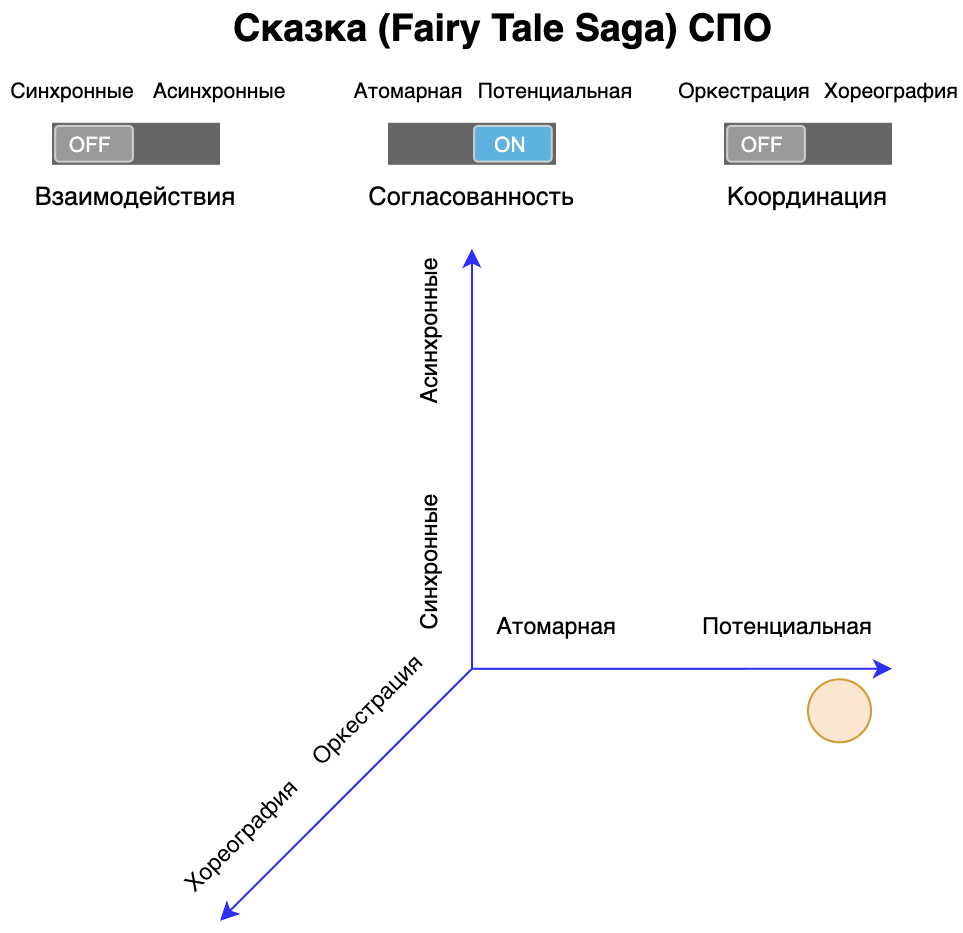 Сказка (Fairy Tale Saga) СПО
Синхронные Асинхронные
Атомарная Потенциальная
Оркестрация Хореография
OFF
ON
OFF
Взаимодействия
Согласованность
Координация
Асинхронные
Синхронные
Атомарная
Потенциальная
Оркестрация
Хореография